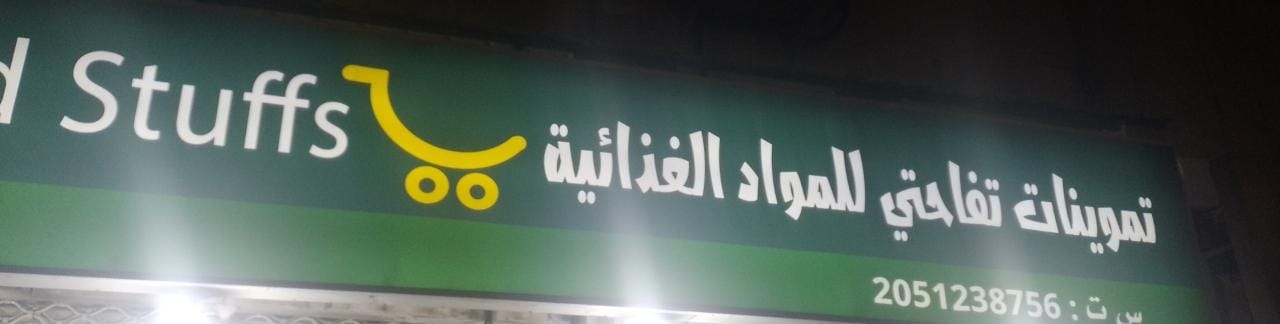 تموينات تفاحتي للمواد الغذائية
Stuffs
س ت : 2051238756